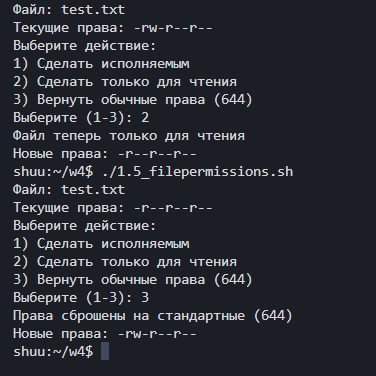 Файл: test.txt
Текущие права: -rw-r--r--
Выберите действие:
1) Сделать исполняемым
2) Сделать только для чтения
3) Вернуть обычные права (644)
Выберите (1-3): 2
Файл теперь только для чтения
Новые права: -r--r--r--
shuu:~/w4$ ./1.5_filepermissions.sh
Файл: test.txt
Текущие права: -r--r--r--
Выберите действие:
1) Сделать исполняемым
2) Сделать только для чтения
3) Вернуть обычные права (644)
Выберите (1-3): 3
Права сброшены на стандартные (644)
Новые права: -rw-r--r--
shuu:~/w4$